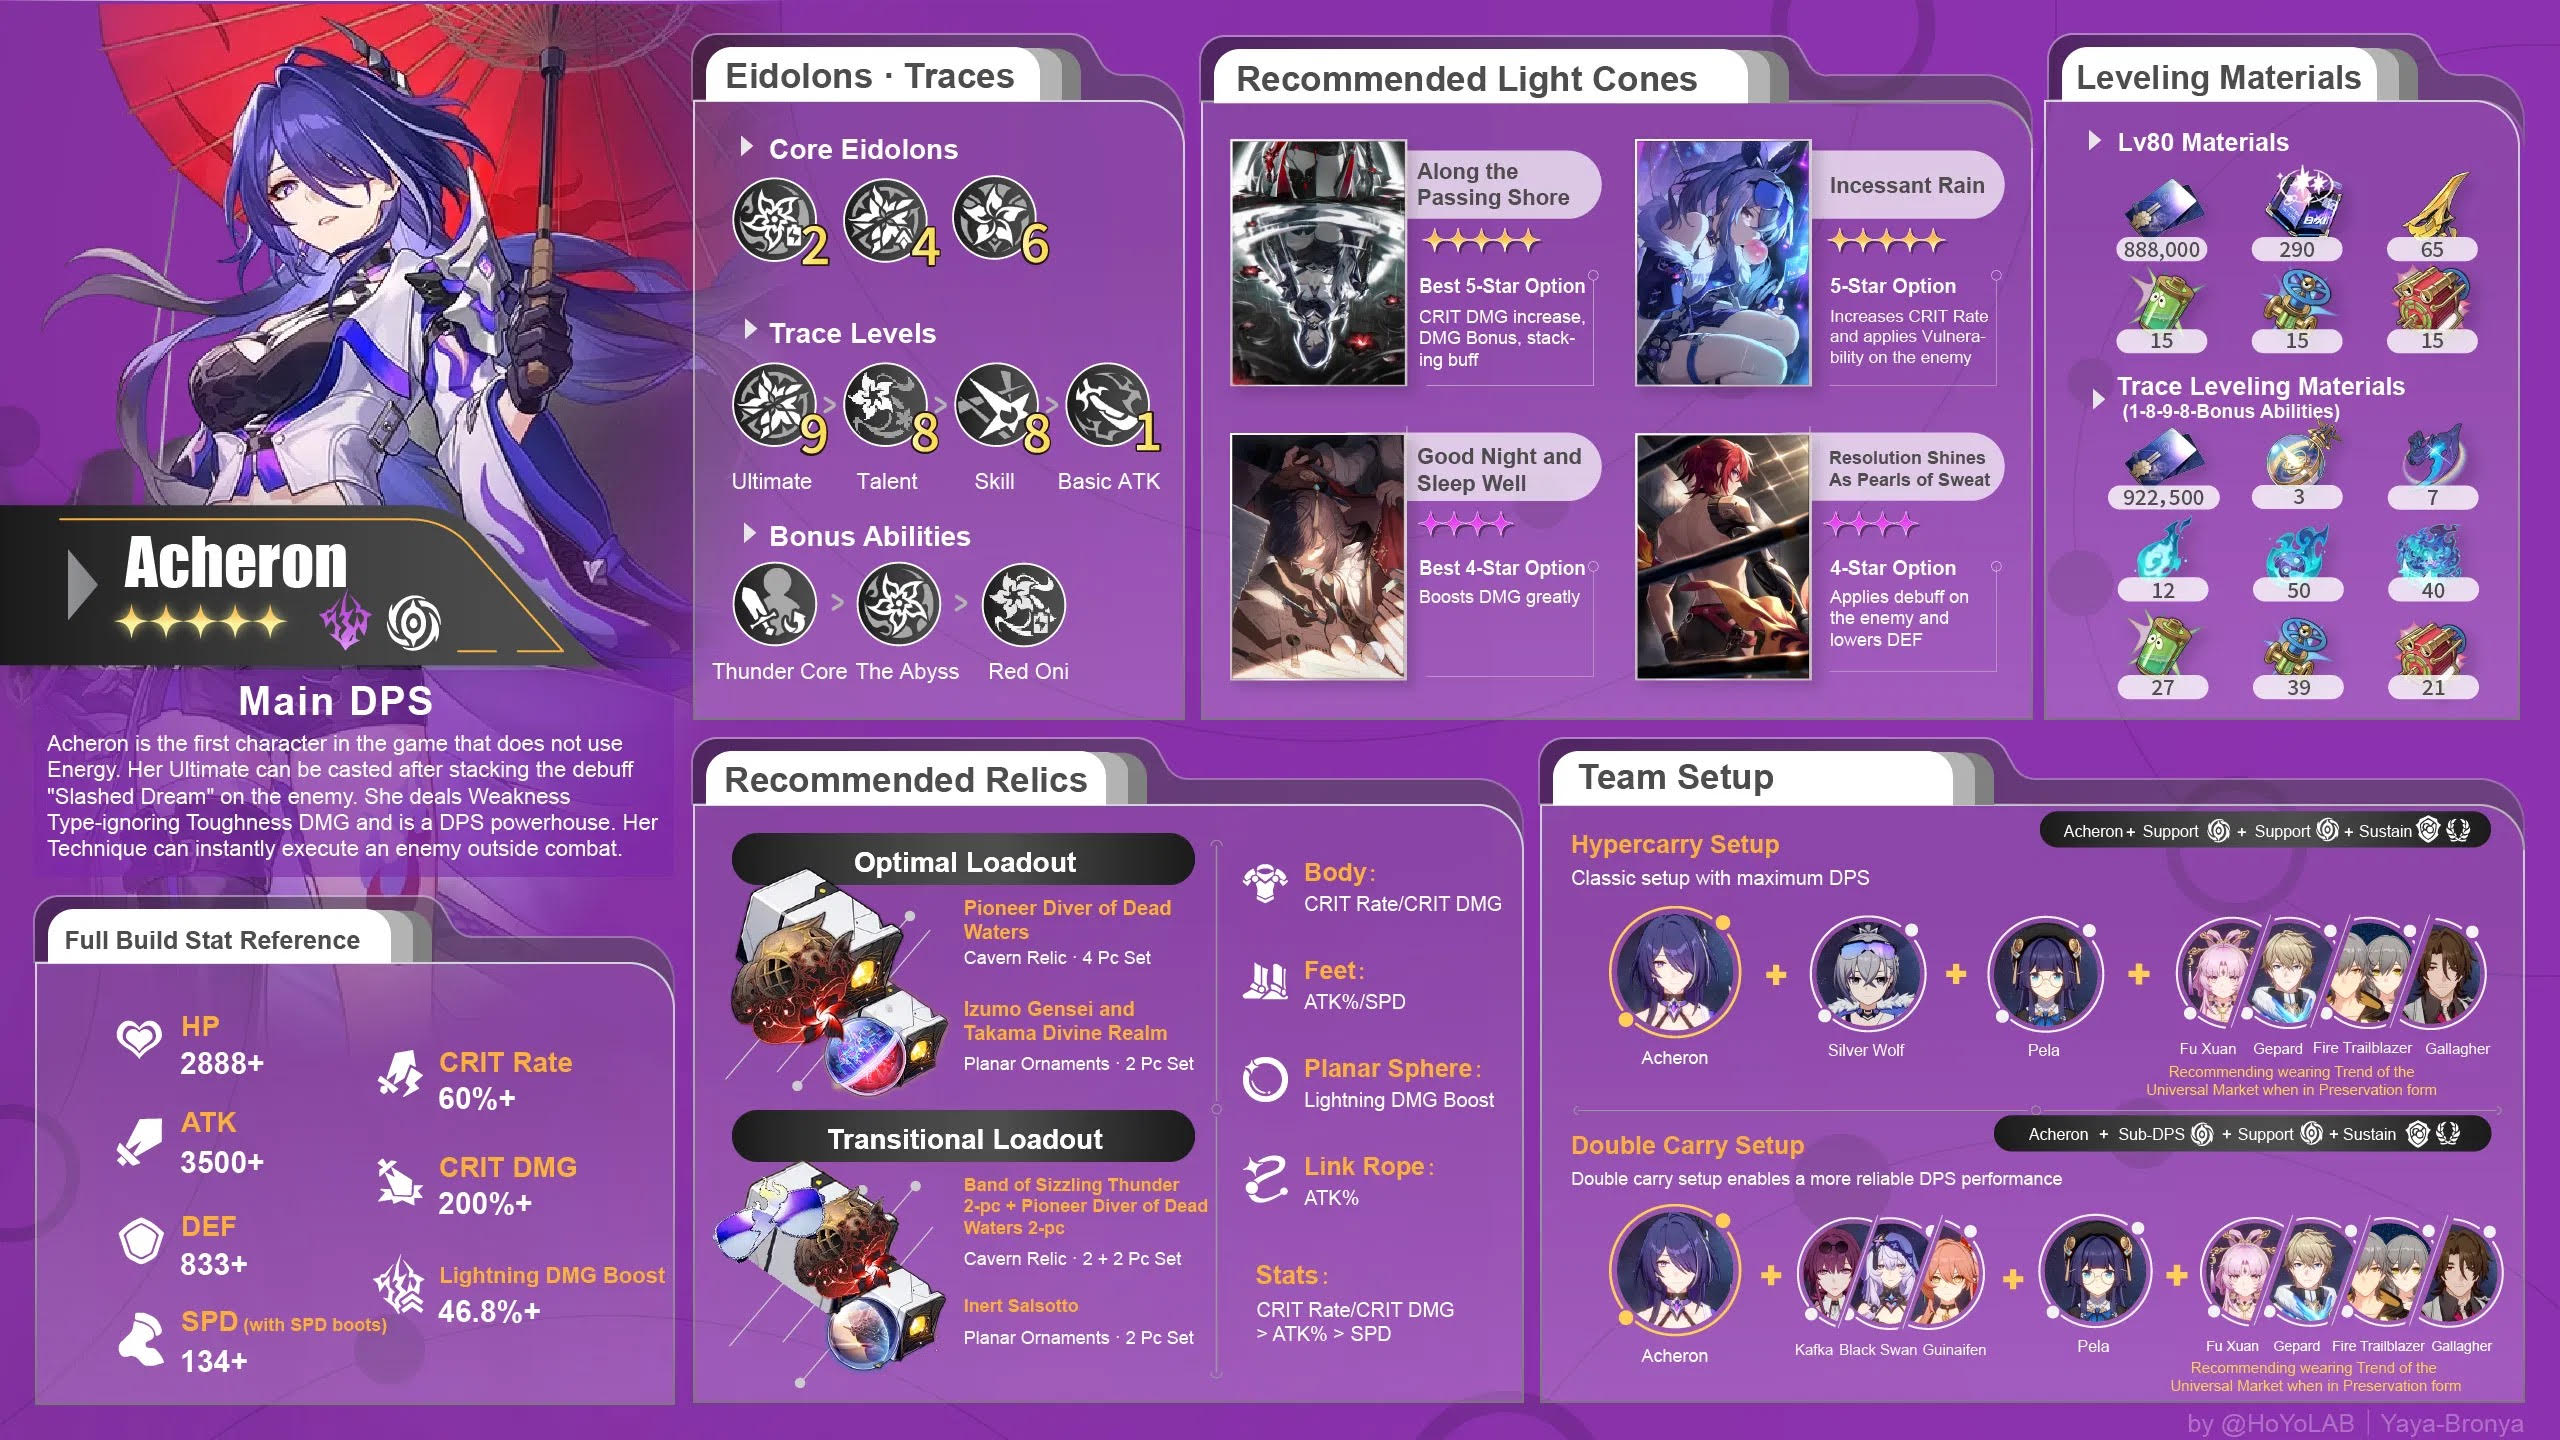 Acheron
Main DPS
Acheron is the first character in the game that does not use
Energy. Her Ultimate can be casted after stacking the debuff
"Slashed Dream" on the enemy. She deals Weakness
Type-ignoring Toughness DMG and is a DPS powerhouse. Her
Technique can instantly execute an enemy outside combat.
Full Build Stat Reference
HP
2888+
ATK
3500+
DEF
833+
SPD (with SPD boots)
134+
CRIT Rate
60%+
CRIT DMG
200%+
Lightning DMG Boost
46.8%+
Eidolons · Traces
Core Eidolons
2 4 6
Trace Levels
9 > 8 > 8 > 1
Ultimate Talent Skill Basic ATK
Bonus Abilities
> >
Thunder Core The Abyss Red Oni
Recommended Light Cones
Along the
Passing Shore
Best 5-Star Option
CRIT DMG increase,
DMG Bonus, stack-
ing buff
Incessant Rain
5-Star Option
Increases CRIT Rate
and applies Vulnera-
bility on the enemy
Good Night and
Sleep Well
Best 4-Star Option
Boosts DMG greatly
Resolution Shines
As Pearls of Sweat
4-Star Option
Applies debuff on
the enemy and
lowers DEF
Leveling Materials
Lv80 Materials
888,000 290 65
15 15 15
Trace Leveling Materials
(1-8-9-8-Bonus Abilities)
922,500 3 7
12 50 40
27 39 21
Recommended Relics
Optimal Loadout
Pioneer Diver of Dead
Waters
Cavern Relic · 4 Pc Set
Izumo Gensei and
Takama Divine Realm
Planar Ornaments · 2 Pc Set
Transitional Loadout
Band of Sizzling Thunder
2-pc + Pioneer Diver of Dead
Waters 2-pc
Cavern Relic · 2 + 2 Pc Set
Inert Salsotto
Planar Ornaments · 2 Pc Set
Body:
CRIT Rate/CRIT DMG
Feet:
ATK%/SPD
Planar Sphere:
Lightning DMG Boost
Link Rope:
ATK%
Stats:
CRIT Rate/CRIT DMG
> ATK% > SPD
Team Setup
Acheron + Support + Support + Sustain
Hypercarry Setup
Classic setup with maximum DPS
+ + +
Acheron Silver Wolf Pela Fu Xuan Gepard Fire Trailblazer Gallagher
Recommending wearing Trend of the
Universal Market when in Preservation form
Acheron + Sub-DPS + Support + Sustain
Double Carry Setup
Double carry setup enables a more reliable DPS performance
+ + +
Acheron Kafka Black Swan Guinaifen Pela Fu Xuan Gepard Fire Trailblazer Gallagher
Recommending wearing Trend of the
Universal Market when in Preservation form
by @HoYoLAB | Yaya-Bronya